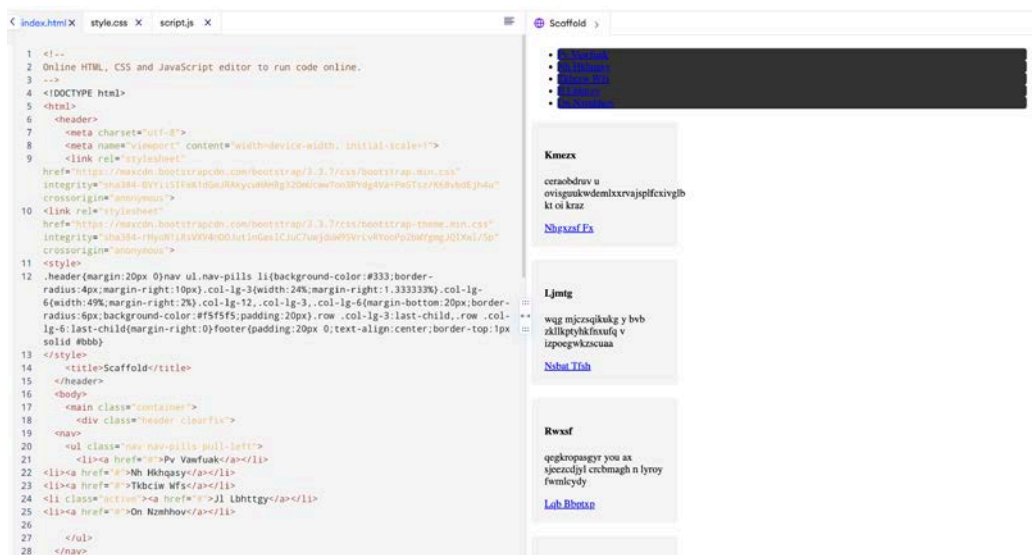 index.html X style.css X script.js X
Scaffold
1 <!--
2 Online HTML, CSS and JavaScript editor to run code online.
3 -->
4 <!DOCTYPE html>
5 <html>
6 <header>
7 <meta charset="utf-8">
8 <meta name="viewport" content="width=device-width, initial-scale=1">
9 <link rel="stylesheet"
href="https://maxcdn.bootstrapcdn.com/bootstrap/3.3.7/css/bootstrap.min.css"
crossorigin="anonymous">
10 <link rel="stylesheet"
href="https://maxcdn.bootstrapcdn.com/bootstrap/3.3.7/css/bootstrap-theme.min.css"
crossorigin="anonymous">
11 <style>
12 .header{margin:20px 0}nav ul.nav-pills li{background-color:#333;border-
radius:4px;margin-right:10px}.col-lg-3{width:24%;margin-right:1.333333%}.col-lg-
6{width:49%;margin-right:2%}.col-lg-12,.col-lg-3,.col-lg-6{margin-bottom:20px;border-
radius:6px;background-color:#f5f5f5;padding:20px}.row .col-lg-3:last-child,.row .col-
lg-6:last-child{margin-right:0}footer{padding:20px 0;text-align:center;border-top:1px
solid #bbb}
13 </style>
14 <title>Scaffold</title>
15 </header>
16 <body>
17 <main class="container">
18 <div class="header clearfix">
19 <nav>
20 <ul class="nav nav-pills pull-left">
21 <li><a href="#">Pv Vawfuak</a></li>
22 <li><a href="#">Nh Hkhqasy</a></li>
23 <li><a href="#">Tkbciw Wfs</a></li>
24 <li class="active"><a href="#">Jl Lbhttgy</a></li>
25 <li><a href="#">On Nzmhhov</a></li>
26
27 </ul>
28 </nav>
Pv Vawfuak
Nh Hkhqasy
Tkbciw Wfs
Jl Lbhttgy
On Nzmhhov
Kmezx
ceraobdruv u
ovisguukwdemlxxrvajsplfcxivglb
kt oi kraz
Nhgxzsf Fx
Ljmtg
wqg mjczsqikukg y bvb
zkllkptyhkfnxufq v
izpoegwkzscuaa
Nsbat Tfsh
Rwxsf
qegkropasgyr you ax
sjeezcdjyl crcbmagh n lyroy
fwmlcydy
Lqb Bbptxp